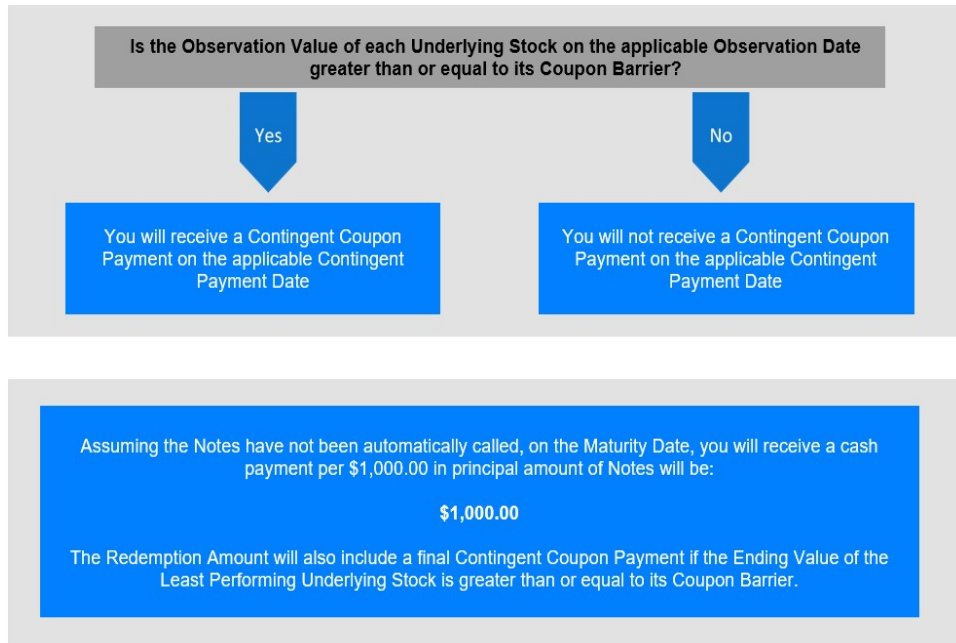 Is the Observation Value of each Underlying Stock on the applicable Observation Date
greater than or equal to its Coupon Barrier?
Yes
No
You will receive a Contingent Coupon
Payment on the applicable Contingent
Payment Date
You will not receive a Contingent Coupon
Payment on the applicable Contingent
Payment Date
Assuming the Notes have not been automatically called, on the Maturity Date, you will receive a cash
payment per $1,000.00 in principal amount of Notes will be:
$1,000.00
The Redemption Amount will also include a final Contingent Coupon Payment if the Ending Value of the
Least Performing Underlying Stock is greater than or equal to its Coupon Barrier.